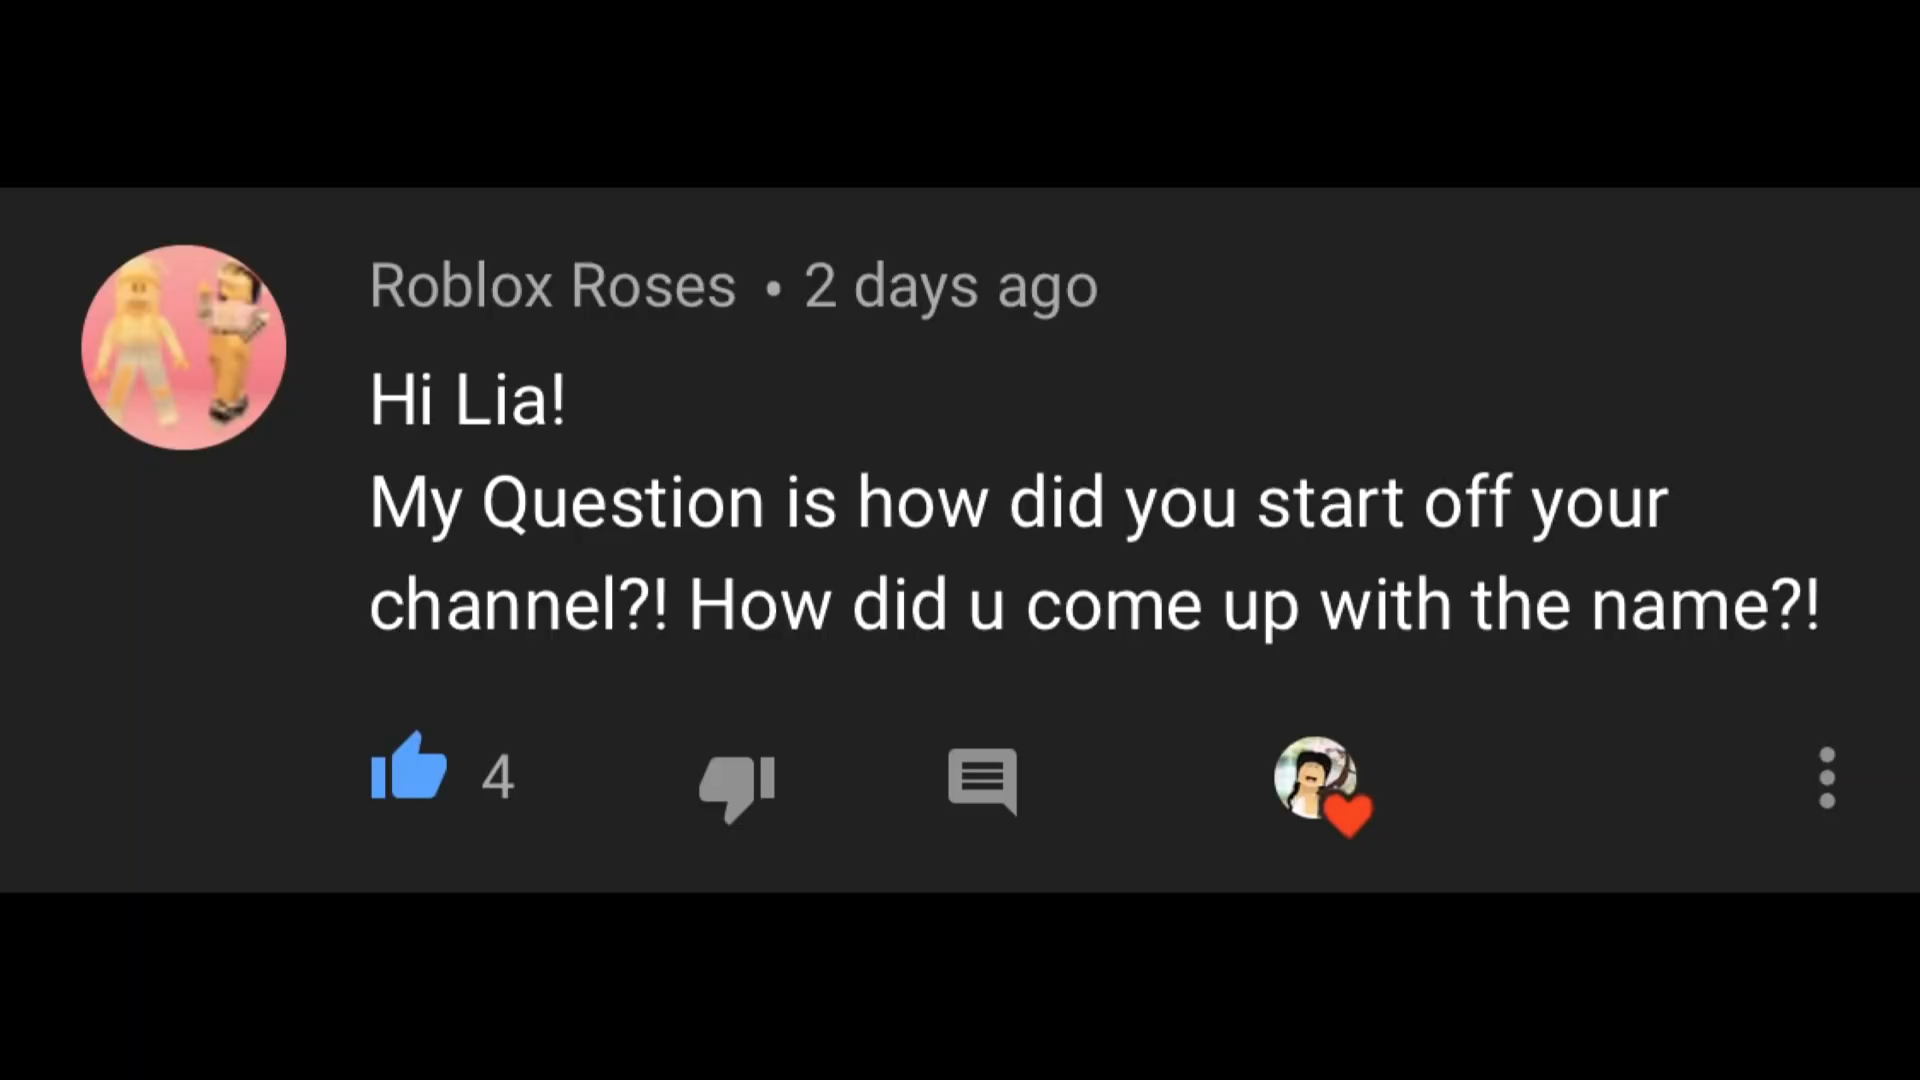 Roblox Roses • 2 days ago
Hi Lia!
My Question is how did you start off your
channel?! How did u come up with the name?!
4